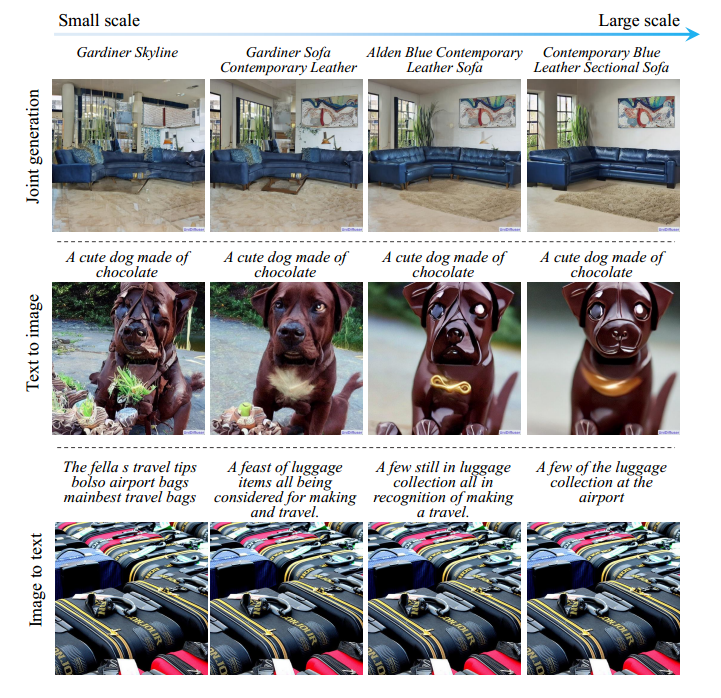 Small scale
Large scale
Joint generation
Gardiner Skyline
Gardiner Sofa
Contemporary Leather
Alden Blue Contemporary
Leather Sofa
Contemporary Blue
Leather Sectional Sofa
Text to image
A cute dog made of
chocolate
A cute dog made of
chocolate
A cute dog made of
chocolate
A cute dog made of
chocolate
Image to text
The fella s travel tips
bolso airport bags
mainbest travel bags
A feast of luggage
items all being
considered for making
and travel.
A few still in luggage
collection all in
recognition of making
a travel.
A few of the luggage
collection at the
airport